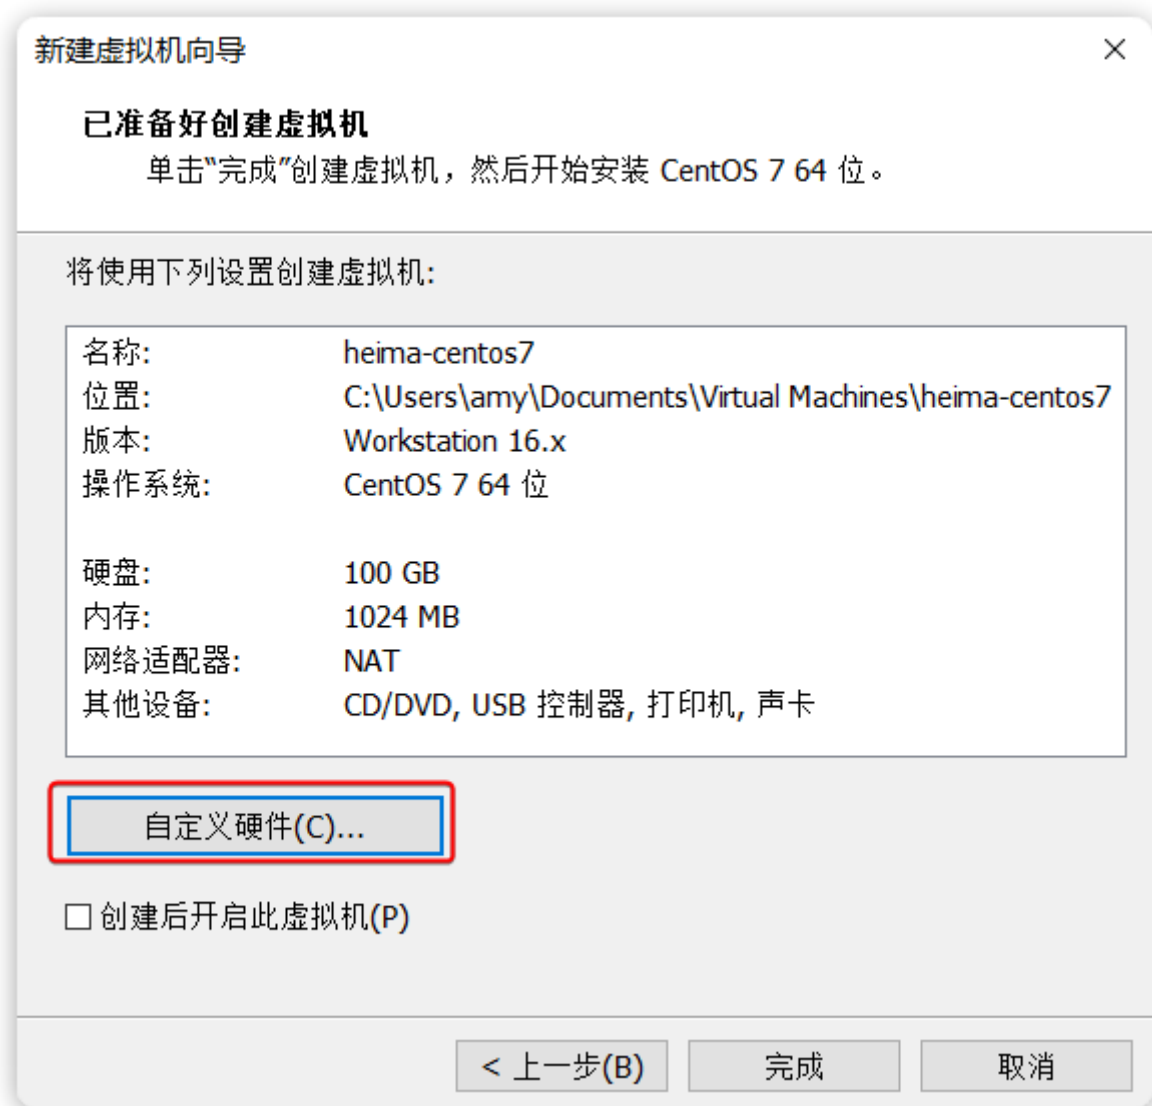 新建虚拟机向导
已准备好创建虚拟机
单击“完成”创建虚拟机，然后开始安装 CentOS 7 64 位。
将使用下列设置创建虚拟机:
名称: heima-centos7
位置: C:\Users\amy\Documents\Virtual Machines\heima-centos7
版本: Workstation 16.x
操作系统: CentOS 7 64 位
硬盘: 100 GB
内存: 1024 MB
网络适配器: NAT
其他设备: CD/DVD, USB 控制器, 打印机, 声卡
自定义硬件(C)...
创建后开启此虚拟机(P)
< 上一步(B) 完成 取消